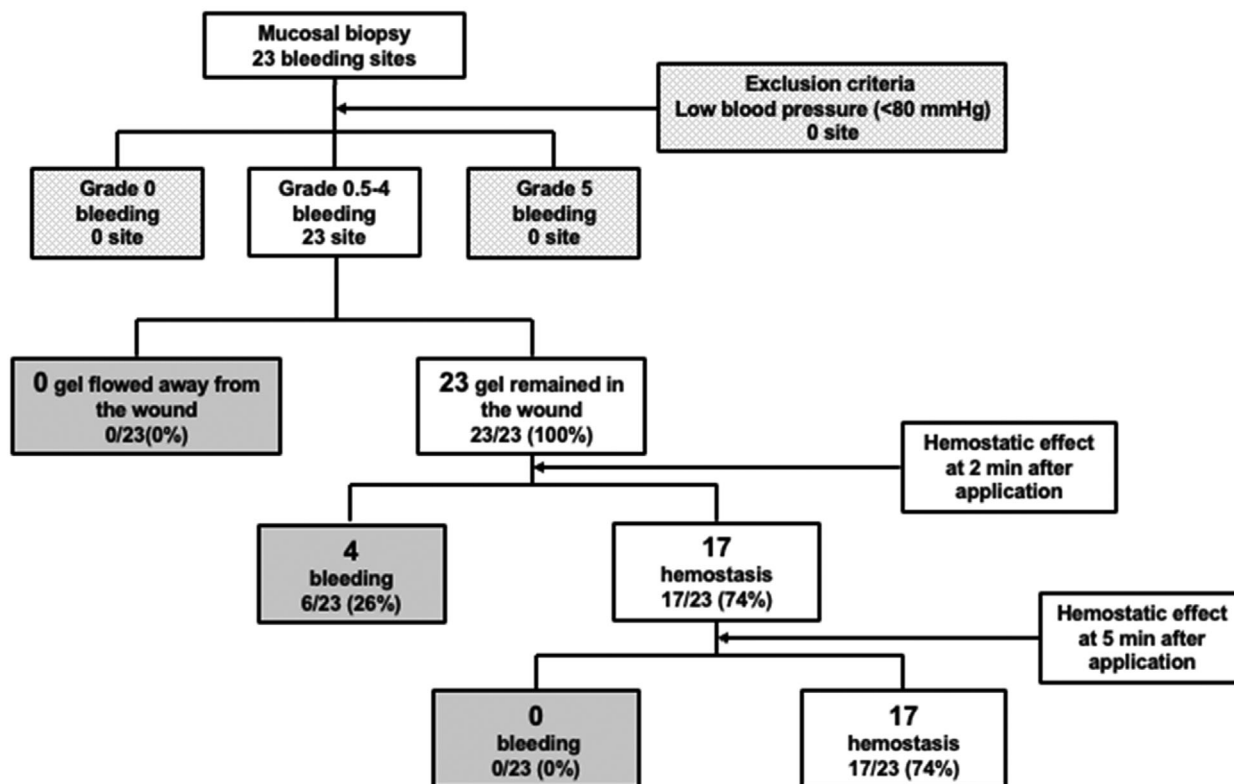 Mucosal biopsy
23 bleeding sites
Exclusion criteria
Low blood pressure (<80 mmHg)
0 site
Grade 0
bleeding
0 site
Grade 0.5-4
bleeding
23 site
Grade 5
bleeding
0 site
0 gel flowed away from
the wound
0/23(0%)
23 gel remained in
the wound
23/23 (100%)
Hemostatic effect
at 2 min after
application
4
bleeding
6/23 (26%)
17
hemostasis
17/23 (74%)
Hemostatic effect
at 5 min after
application
0
bleeding
0/23 (0%)
17
hemostasis
17/23 (74%)